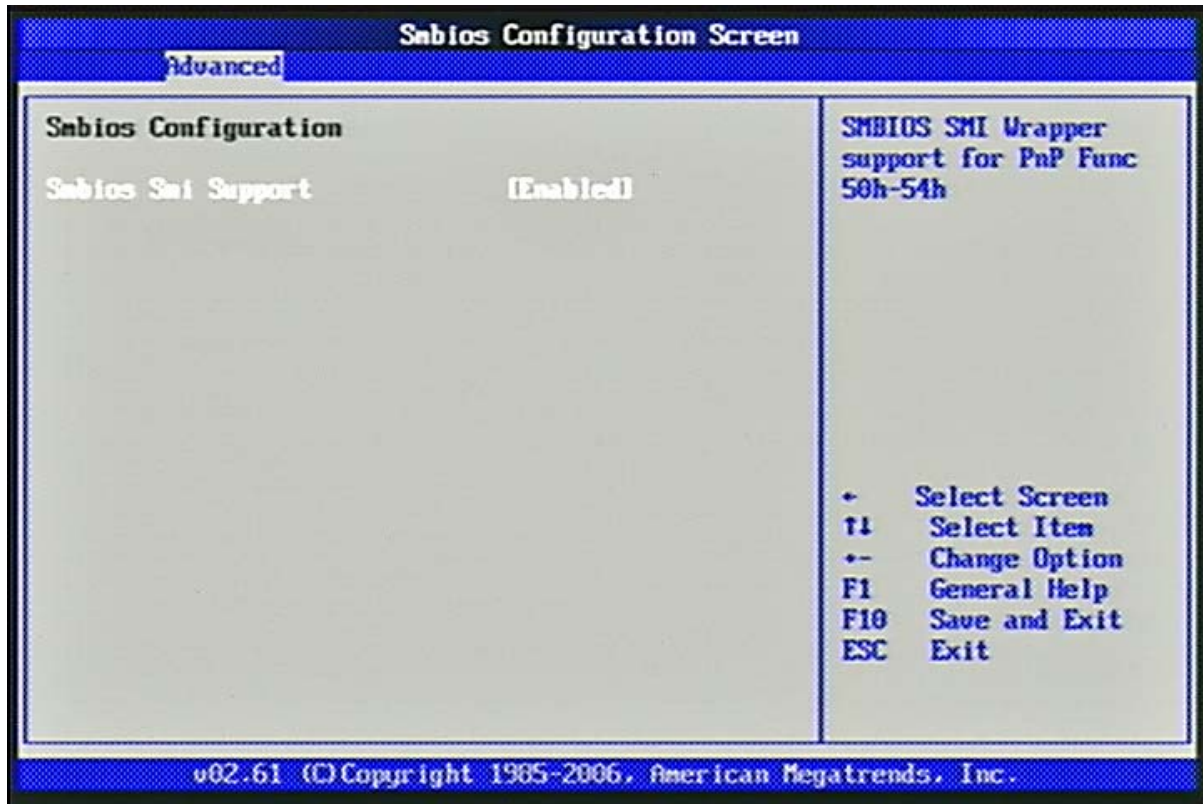 Smbios Configuration Screen
Advanced
Smbios Configuration
Smbios Smi Support [Enabled]
SMBIOS SMI Wrapper
support for PnP Func
50h-54h
← Select Screen
↑↓ Select Item
+- Change Option
F1 General Help
F10 Save and Exit
ESC Exit
v02.61 (C)Copyright 1985-2006, American Megatrends, Inc.